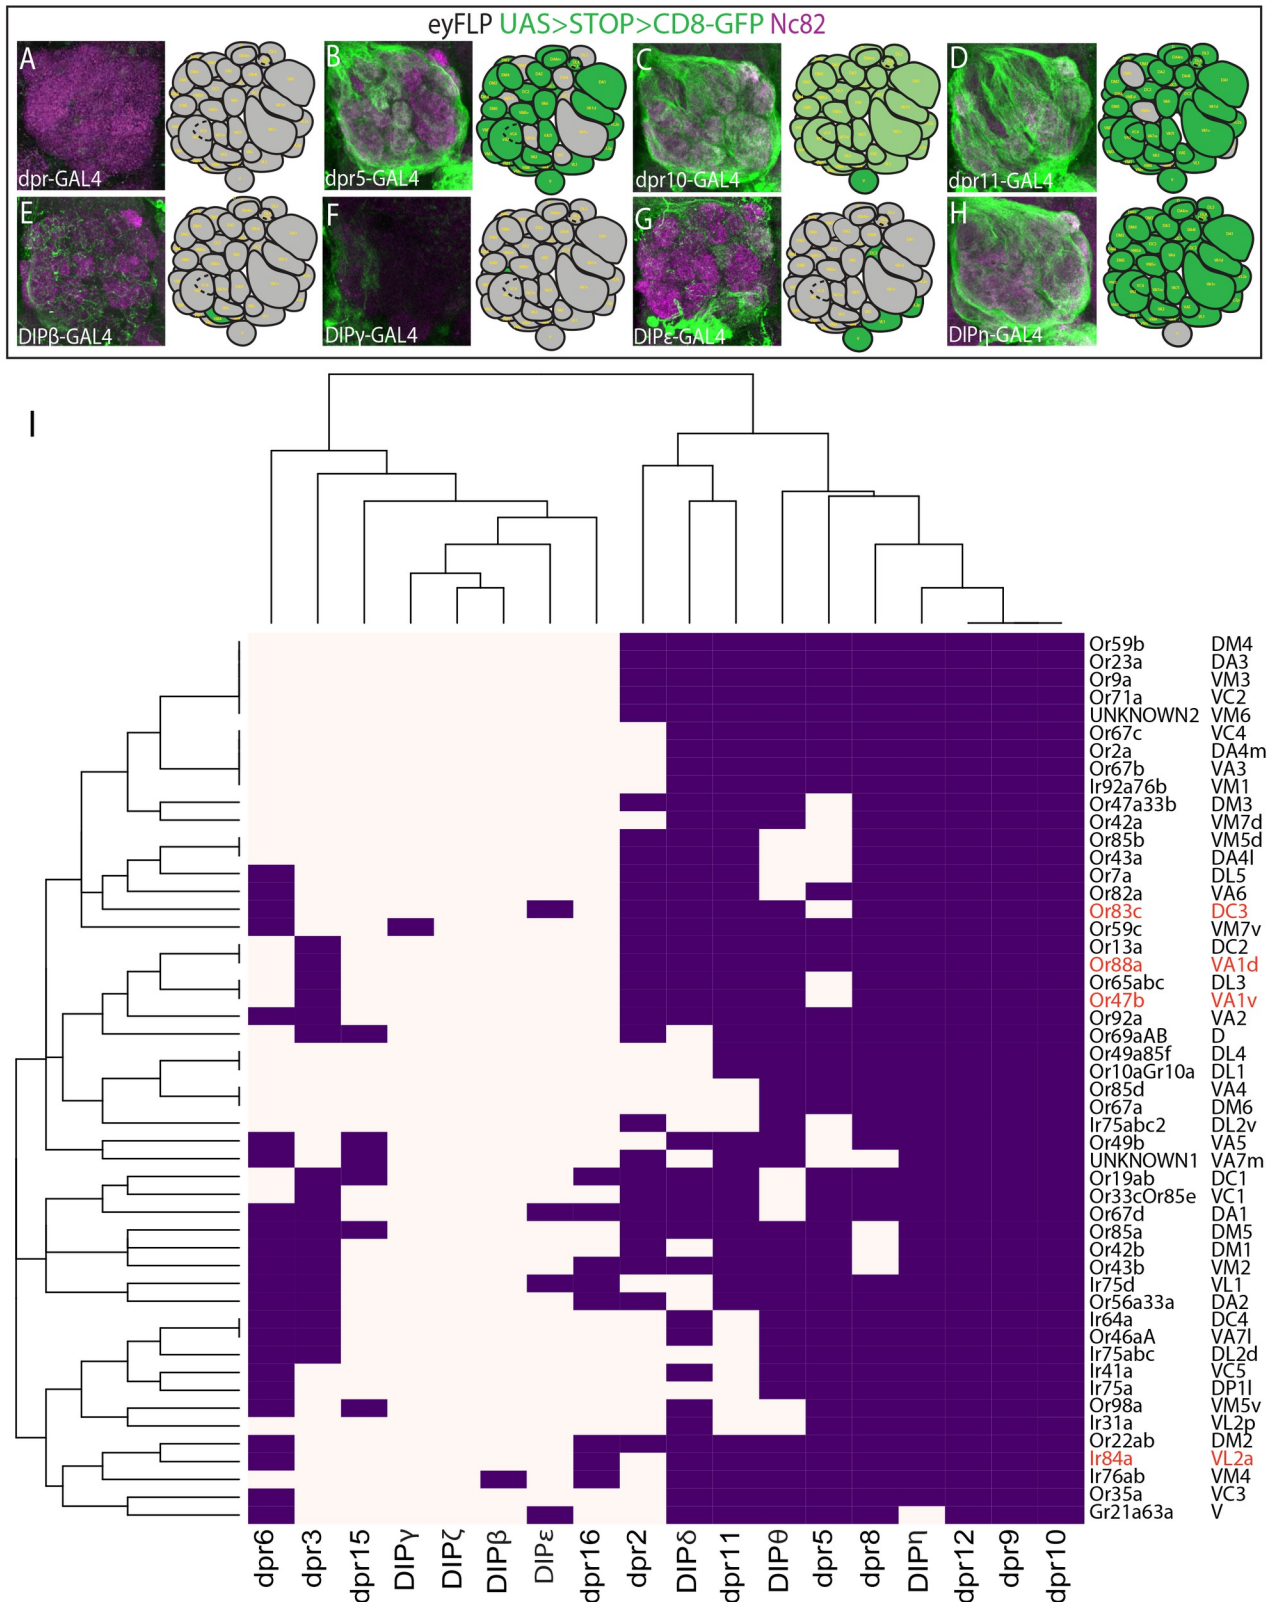 eyFLP UAS>STOP>CD8-GFP Nc82
A
B
C
D
dpr-GAL4
dpr5-GAL4
dpr10-GAL4
dpr11-GAL4
E
F
G
H
DIPβ-GAL4
DIPγ-GAL4
DIPε-GAL4
DIPη-GAL4
I
Or59b DM4
Or23a DA3
Or9a VM3
Or71a VC2
UNKNOWN2 VM6
Or67c VC4
Or2a DA4m
Or67b VA3
Ir92a76b VM1
Or47a33b DM3
Or42a VM7d
Or85b VM5d
Or43a DA4l
Or7a DL5
Or82a VA6
Or83c DC3
Or59c VM7v
Or13a DC2
Or88a VA1d
Or65abc DL3
Or47b VA1v
Or92a VA2
Or69aAB D
Or49a85f DL4
Or10aGr10a DL1
Or85d VA4
Or67a DM6
Ir75abc2 DL2v
Or49b VA5
UNKNOWN1 VA7m
Or19ab DC1
Or33cOr85e VC1
Or67d DA1
Or85a DM5
Or42b DM1
Or43b VM2
Ir75d VL1
Or56a33a DA2
Ir64a DC4
Or46aA VA7l
Ir75abc DL2d
Ir41a VC5
Ir75a DP1l
Or98a VM5v
Ir31a VL2p
Or22ab DM2
Ir84a VL2a
Ir76ab VM4
Or35a VC3
Gr21a63a V
dpr6
dpr3
dpr15
DIPγ
DIPζ
DIPβ
DIPε
dpr16
dpr2
DIPδ
dpr11
DIPθ
dpr5
dpr8
DIPη
dpr12
dpr9
dpr10